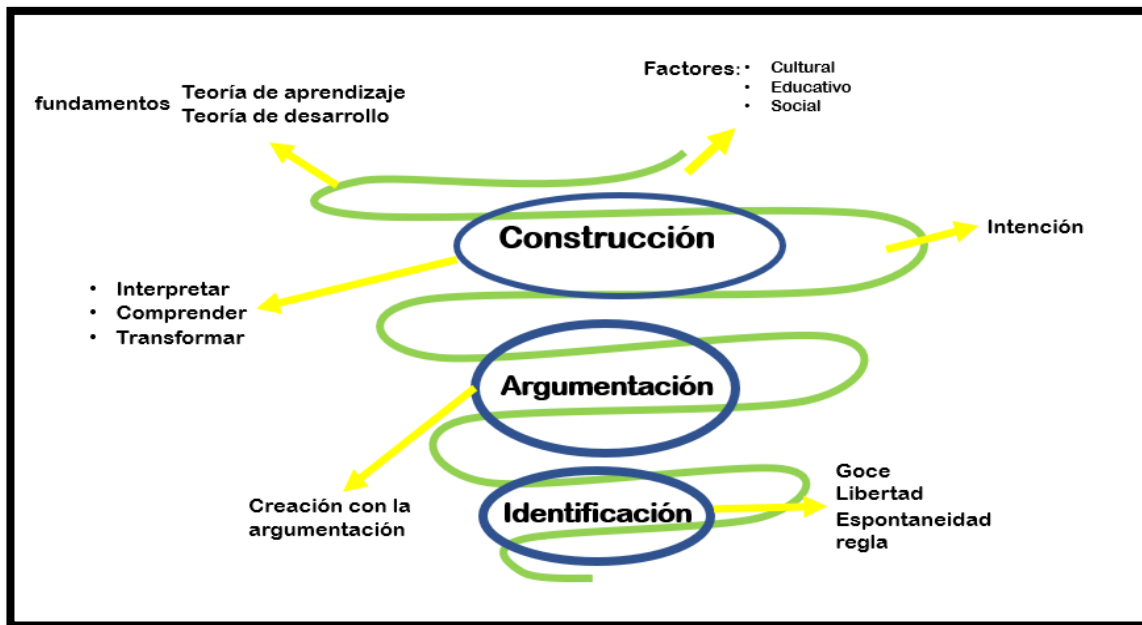 fundamentos
Teoría de aprendizaje
Teoría de desarrollo
Factores:
• Cultural
• Educativo
• Social
Construcción
Intención
• Interpretar
• Comprender
• Transformar
Argumentación
Creación con la
argumentación
Identificación
Goce
Libertad
Espontaneidad
regla